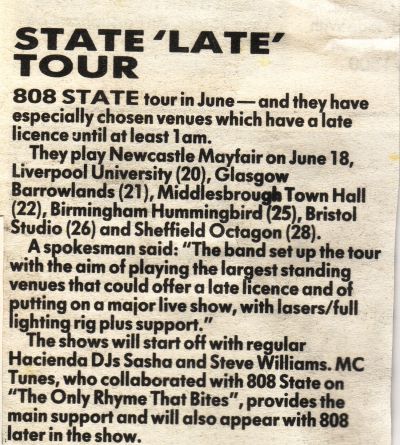 STATE ‘LATE’
TOUR
808 STATE tour in June — and they have
especially chosen venues which have a late
licence until at least 1am.
They play Newcastle Mayfair on June 18,
Liverpool University (20), Glasgow
Barrowlands (21), Middlesbrough Town Hall
(22), Birmingham Hummingbird (25), Bristol
Studio (26) and Sheffield Octagon (28).
A spokesman said: “The band set up the tour
with the aim of playing the largest standing
venues that could offer a late licence and of
putting on a major live show, with lasers/full
lighting rig plus support.”
The shows will start off with regular
Hacienda DJs Sasha and Steve Williams. MC
Tunes, who collaborated with 808 State on
“The Only Rhyme That Bites”, provides the
main support and will also appear with 808
later in the show.